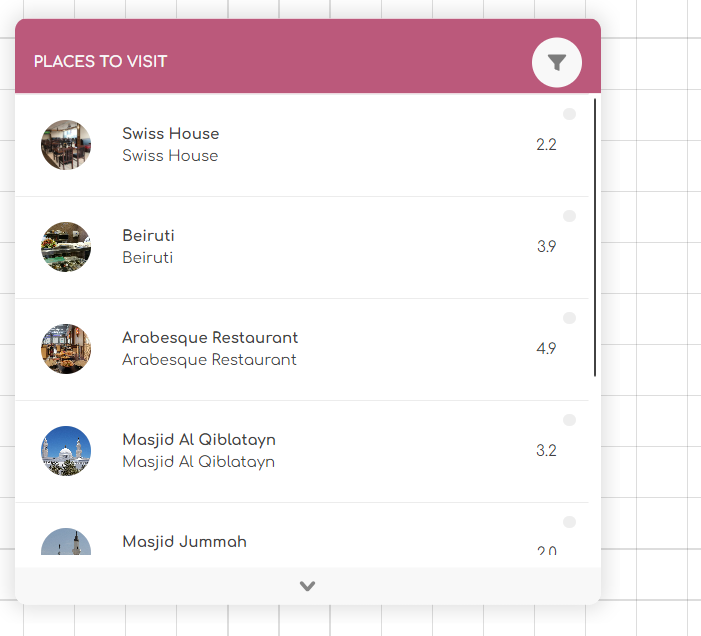 PLACES TO VISIT
Swiss House
Swiss House
2.2
Beiruti
Beiruti
3.9
Arabesque Restaurant
Arabesque Restaurant
4.9
Masjid Al Qiblatayn
Masjid Al Qiblatayn
3.2
Masjid Jummah
2.0